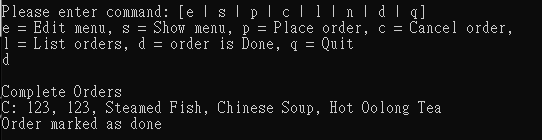 Please enter command: [e | s | p | c | l | n | d | q]
e = Edit menu, s = Show menu, p = Place order, c = Cancel order,
l = List orders, d = order is Done, q = Quit
d
Complete Orders
C: 123, 123, Steamed Fish, Chinese Soup, Hot Oolong Tea
Order marked as done